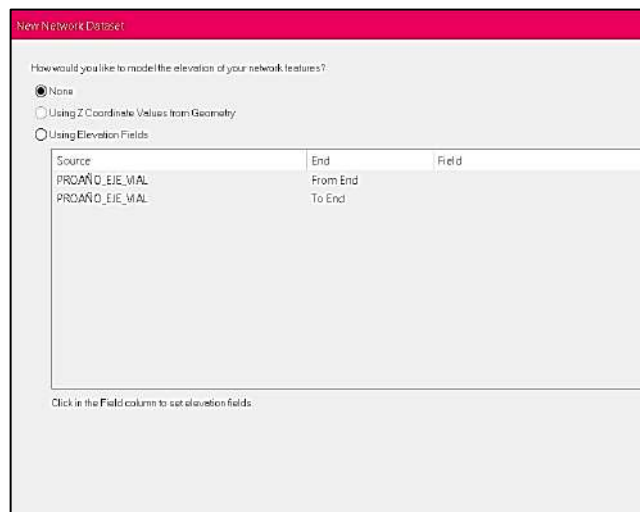 New Network Dataset
How would you like to model the elevation of your network features?
None
Using Z Coordinate Values from Geometry
Using Elevation Fields
Source End Field
PROAÑO_EJE_VIAL From End
PROAÑO_EJE_VIAL To End
Click in the Field column to set elevation fields